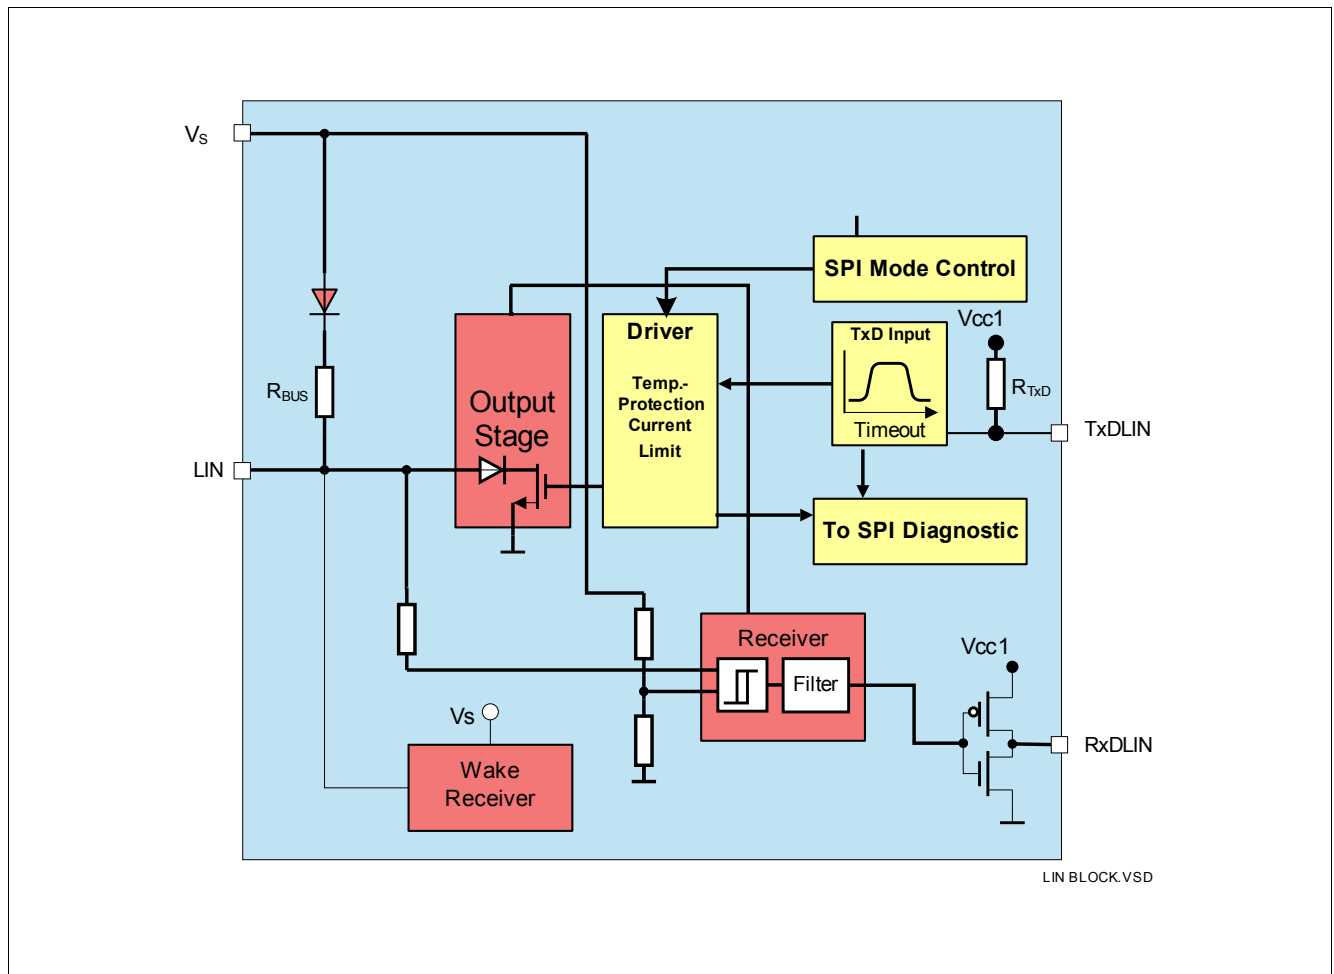 VS
SPI Mode Control
Vcc1
Driver
TxD Input
Temp.-
Protection
Current
Limit
RTxD
RBUS
Output
Stage
Timeout
TxDLIN
LIN
To SPI Diagnostic
Receiver
Vcc1
Filter
Vs
RxDLIN
Wake
Receiver
LIN BLOCK.VSD